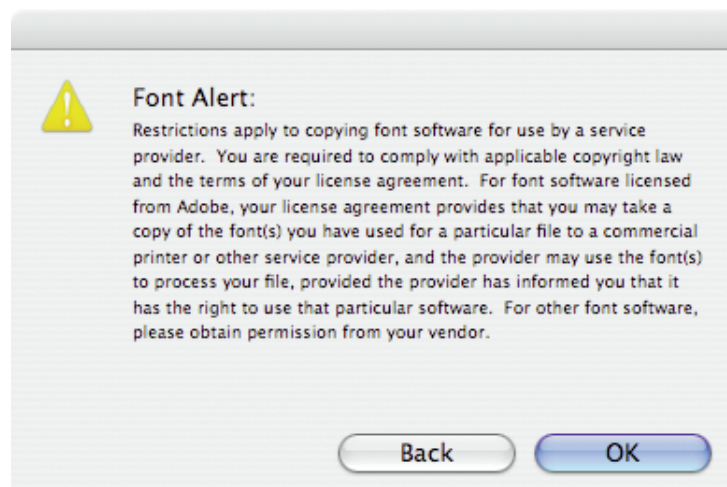 Font Alert:
Restrictions apply to copying font software for use by a service
provider.  You are required to comply with applicable copyright law
and the terms of your license agreement.  For font software licensed
from Adobe, your license agreement provides that you may take a
copy of the font(s) you have used for a particular file to a commercial
printer or other service provider, and the provider may use the font(s)
to process your file, provided the provider has informed you that it
has the right to use that particular software.  For other font software,
please obtain permission from your vendor.
Back
OK